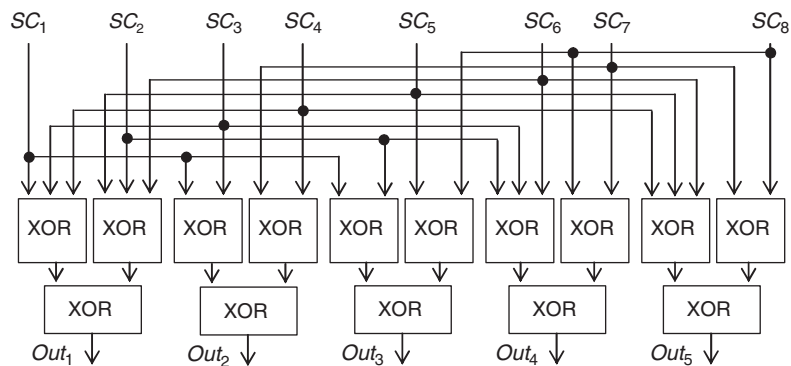 SC1 SC2 SC3 SC4 SC5 SC6 SC7 SC8
XOR XOR XOR XOR XOR XOR XOR XOR XOR XOR
XOR XOR XOR XOR XOR
Out1 Out2 Out3 Out4 Out5